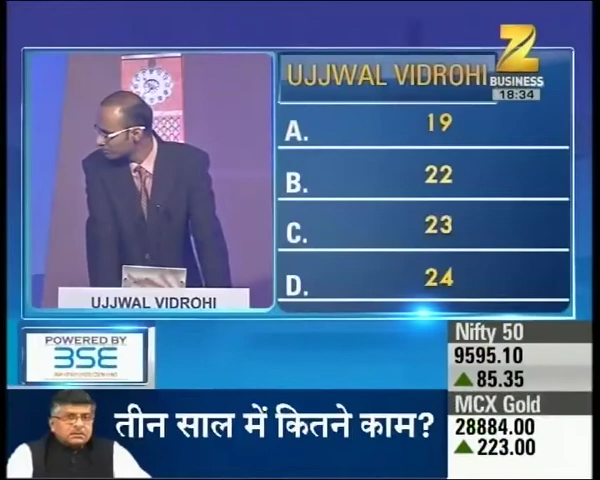 UJJWAL VIDROHI
Z
BUSINESS
18:34
A. 19
B. 22
C. 23
D. 24
UJJWAL VIDROHI
POWERED BY
BSE
Nifty 50
9595.10
85.35
MCX Gold
28884.00
223.00
तीन साल में कितने काम?